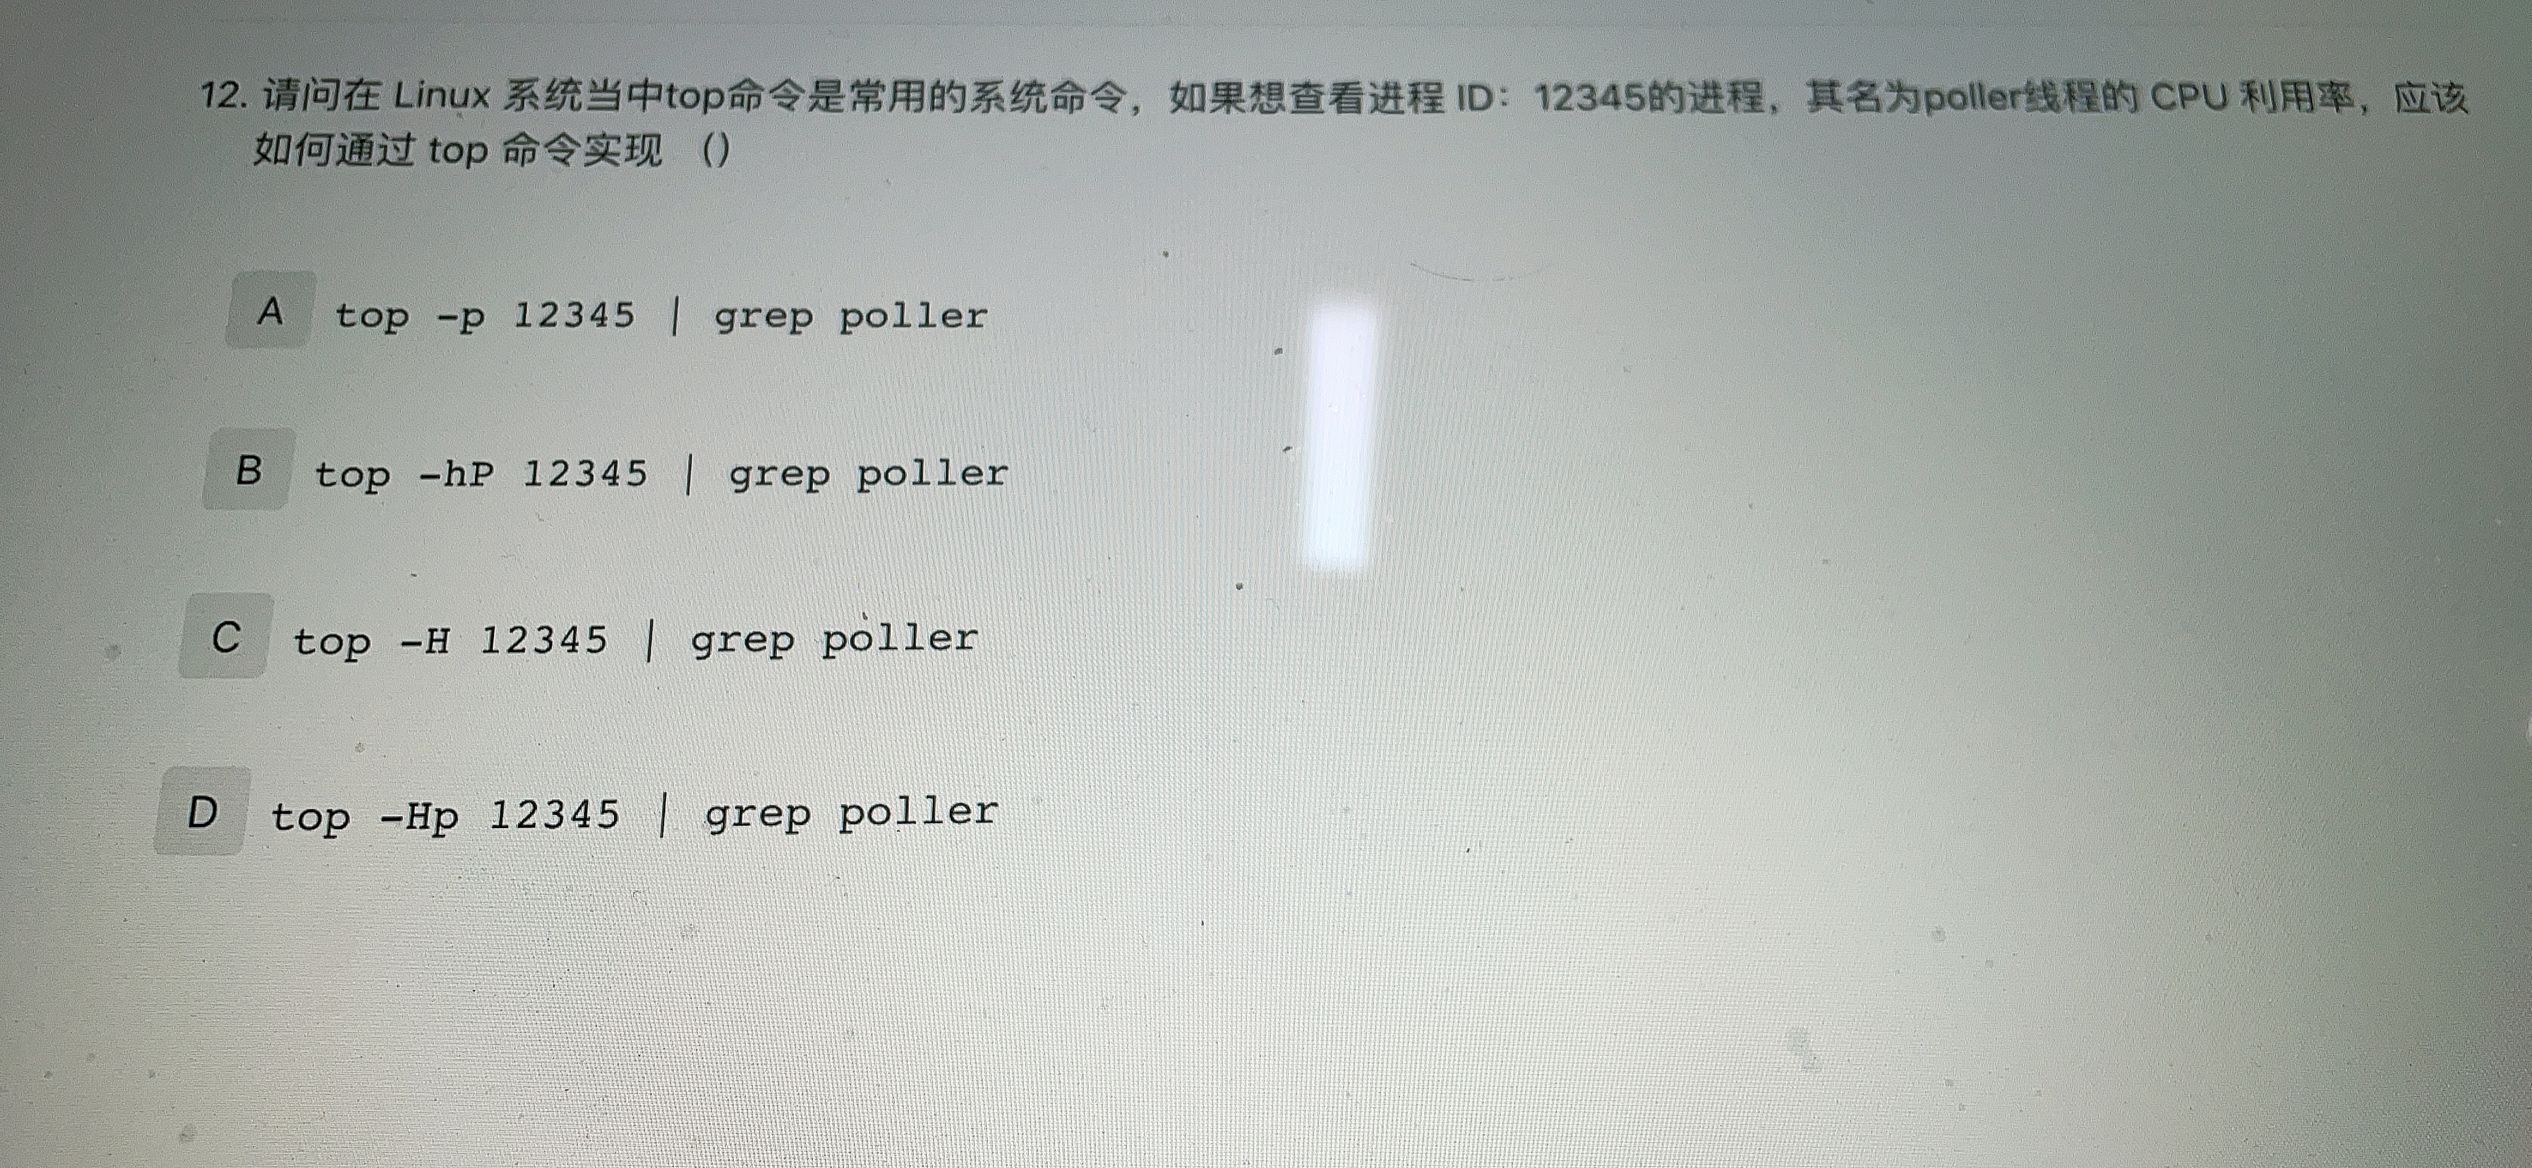 12. 请问在 Linux 系统当中top命令是常用的系统命令，如果想查看进程 ID：12345的进程，其名为poller线程的 CPU 利用率，应该
如何通过 top 命令实现 （）
A top -p 12345 | grep poller
B top -hP 12345 | grep poller
C top -H 12345 | grep poller
D top -Hp 12345 | grep poller